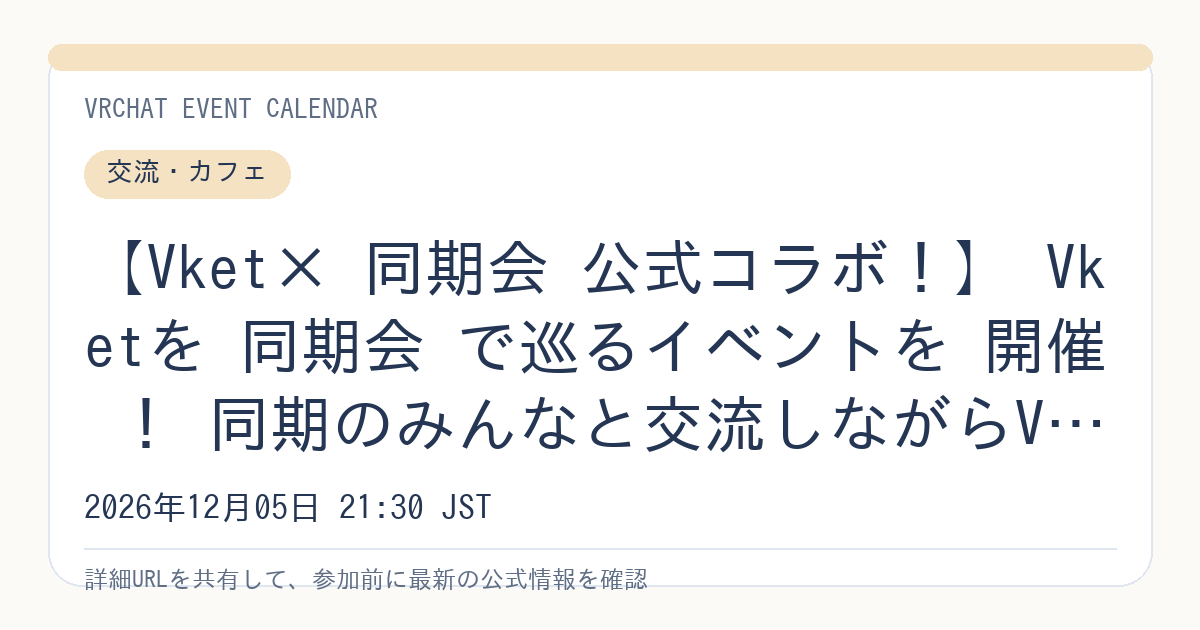 VRCHAT EVENT CALENDAR
交流・カフェ
【Vket× 同期会 公式コラボ！】 Vk
etを 同期会 で巡るイベントを 開催
！ 同期のみんなと交流しながらV…
2026年12月05日 21:30 JST
詳細URLを共有して、参加前に最新の公式情報を確認